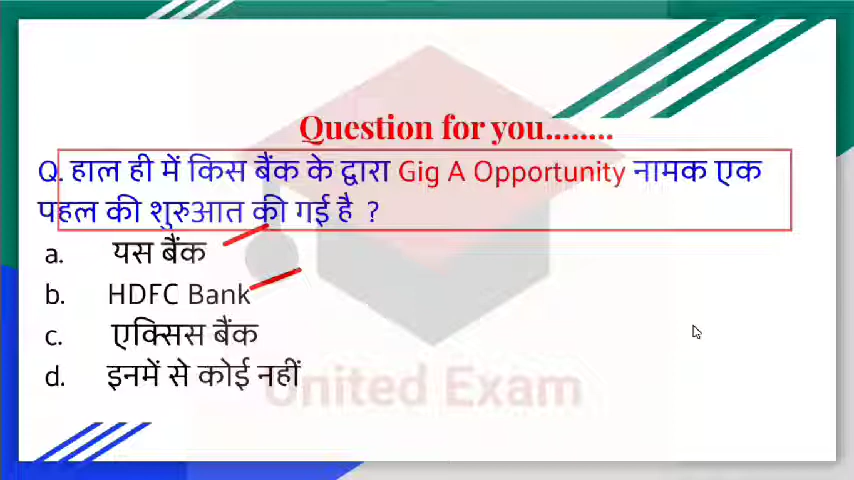 Question for you........
Q. हाल ही में किस बैंक के द्वारा Gig A Opportunity नामक एक
पहल की शुरुआत की गई है ?
a. यस बैंक
b. HDFC Bank
c. एक्सिस बैंक
d. इनमें से कोई नहीं
United Exam